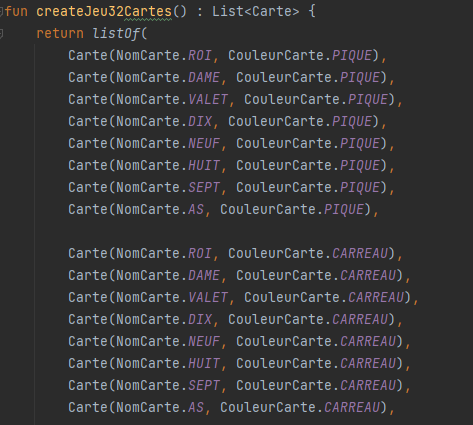 fun createJeu32Cartes() : List<Carte> {
return listOf(
Carte(NomCarte.ROI, CouleurCarte.PIQUE),
Carte(NomCarte.DAME, CouleurCarte.PIQUE),
Carte(NomCarte.VALET, CouleurCarte.PIQUE),
Carte(NomCarte.DIX, CouleurCarte.PIQUE),
Carte(NomCarte.NEUF, CouleurCarte.PIQUE),
Carte(NomCarte.HUIT, CouleurCarte.PIQUE),
Carte(NomCarte.SEPT, CouleurCarte.PIQUE),
Carte(NomCarte.AS, CouleurCarte.PIQUE),
Carte(NomCarte.ROI, CouleurCarte.CARREAU),
Carte(NomCarte.DAME, CouleurCarte.CARREAU),
Carte(NomCarte.VALET, CouleurCarte.CARREAU),
Carte(NomCarte.DIX, CouleurCarte.CARREAU),
Carte(NomCarte.NEUF, CouleurCarte.CARREAU),
Carte(NomCarte.HUIT, CouleurCarte.CARREAU),
Carte(NomCarte.SEPT, CouleurCarte.CARREAU),
Carte(NomCarte.AS, CouleurCarte.CARREAU),